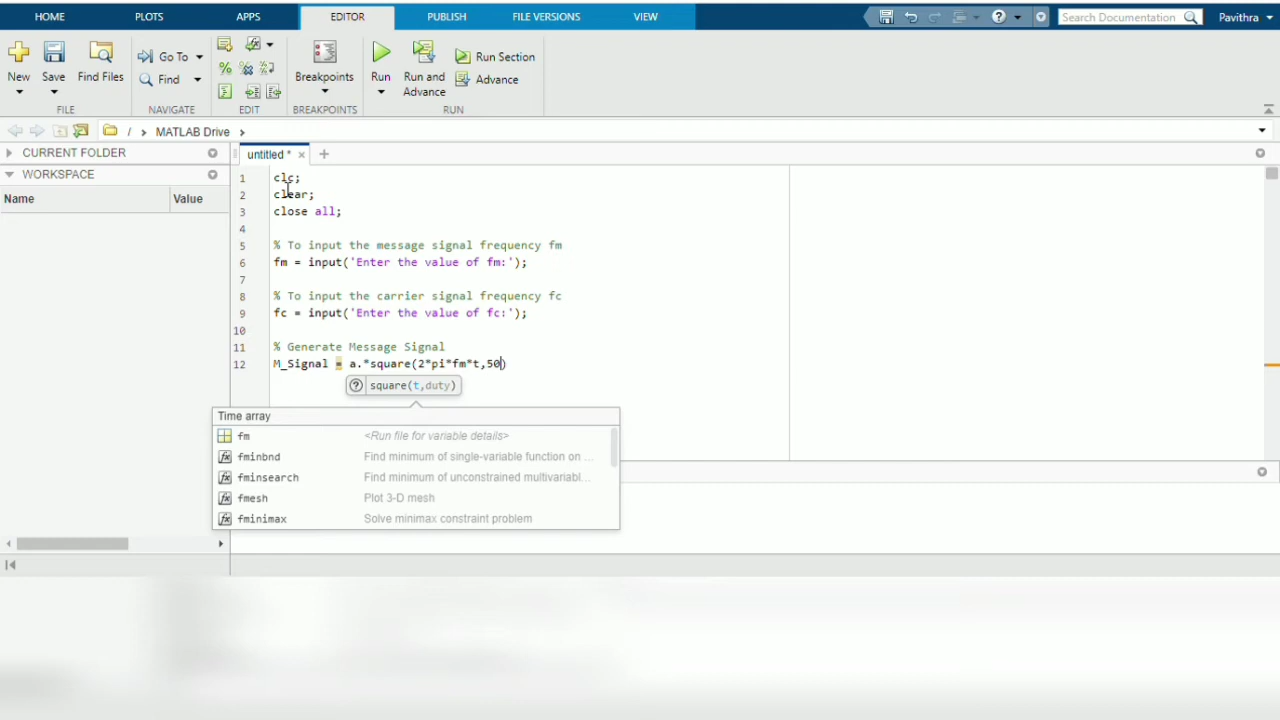 HOME PLOTS APPS EDITOR PUBLISH FILE VERSIONS VIEW Search Documentation Pavithra
New Save Find Files Go To Find Breakpoints Run Run and Advance Run Section Advance
FILE NAVIGATE EDIT BREAKPOINTS RUN
/ › MATLAB Drive ›
CURRENT FOLDER
WORKSPACE
Name Value
untitled * × +
1 clc;
2 clear;
3 close all;
4
5 % To input the message signal frequency fm
6 fm = input('Enter the value of fm:');
7
8 % To input the carrier signal frequency fc
9 fc = input('Enter the value of fc:');
10
11 % Generate Message Signal
12 M_Signal = a.*square(2*pi*fm*t,50)
square(t,duty)
Time array
fm <Run file for variable details>
fminbnd Find minimum of single-variable function on ...
fminsearch Find minimum of unconstrained multivariabl...
fmesh Plot 3-D mesh
fminimax Solve minimax constraint problem